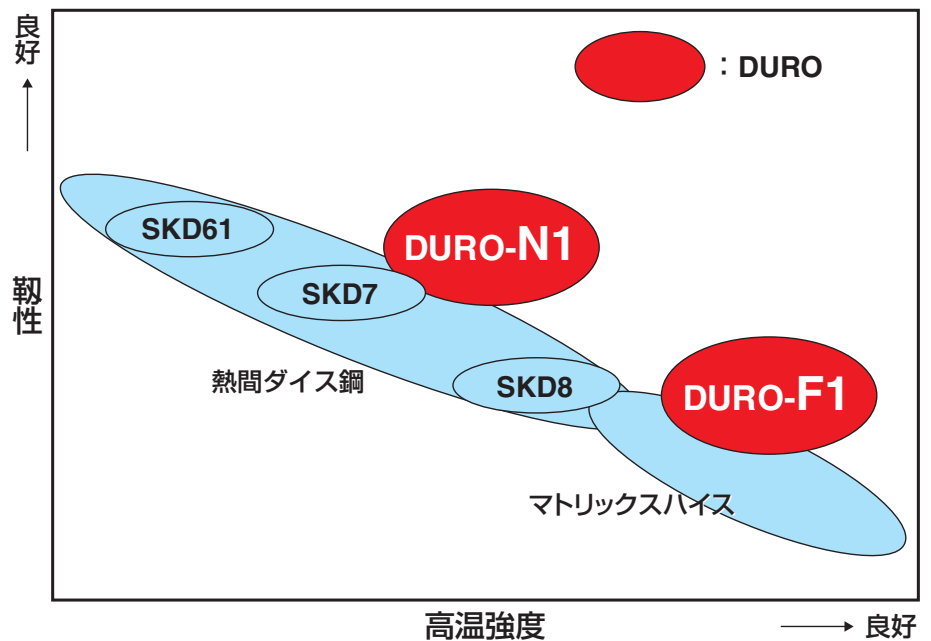 良好
：DURO
SKD61
DURO-N1
SKD7
靱性
熱間ダイス鋼
SKD8
DURO-F1
マトリックスハイス
高温強度
良好